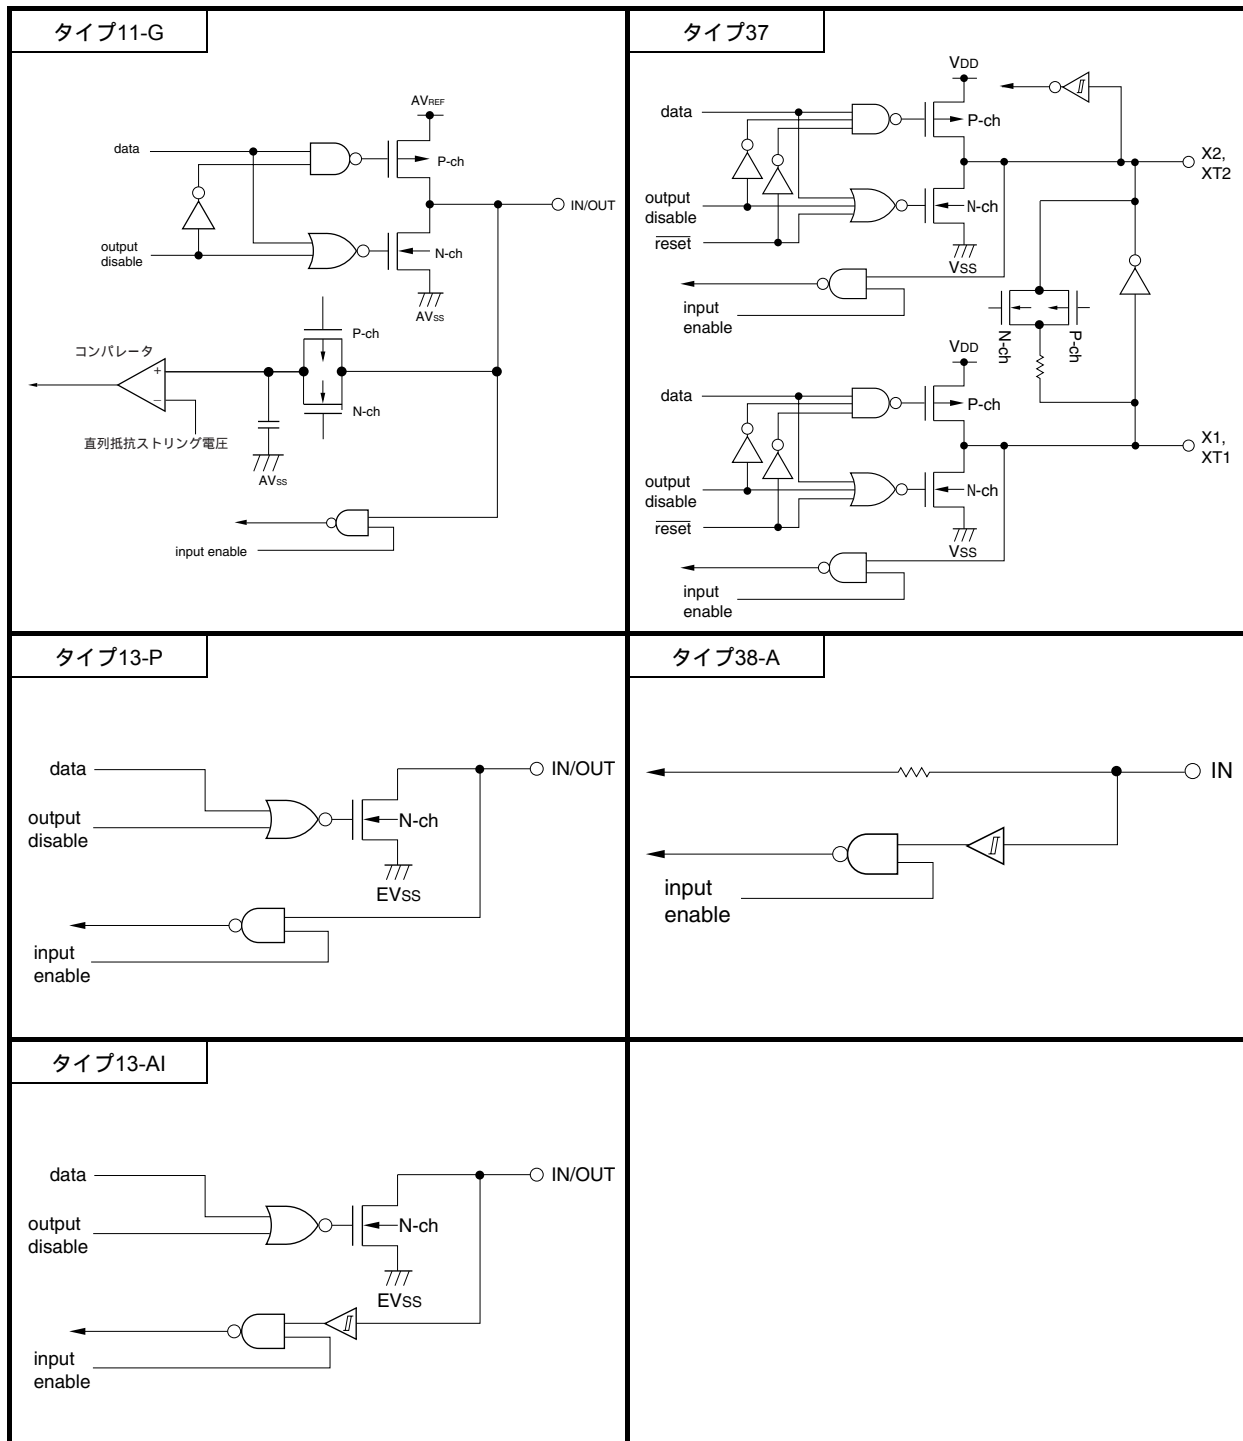 タイプ11-G
AVREF
data
P-ch
IN/OUT
output
disable
N-ch
AVSS
P-ch
コンパレータ
+
−
N-ch
直列抵抗ストリング電圧
AVSS
input enable
タイプ37
VDD
data
P-ch
X2,
XT2
output
disable
N-ch
reset
VSS
input
enable
N-ch
P-ch
VDD
data
P-ch
X1,
XT1
output
disable
N-ch
reset
VSS
input
enable
タイプ13-P
data
IN/OUT
output
disable
N-ch
EVSS
input
enable
タイプ38-A
IN
input
enable
タイプ13-AI
data
IN/OUT
output
disable
N-ch
EVSS
input
enable